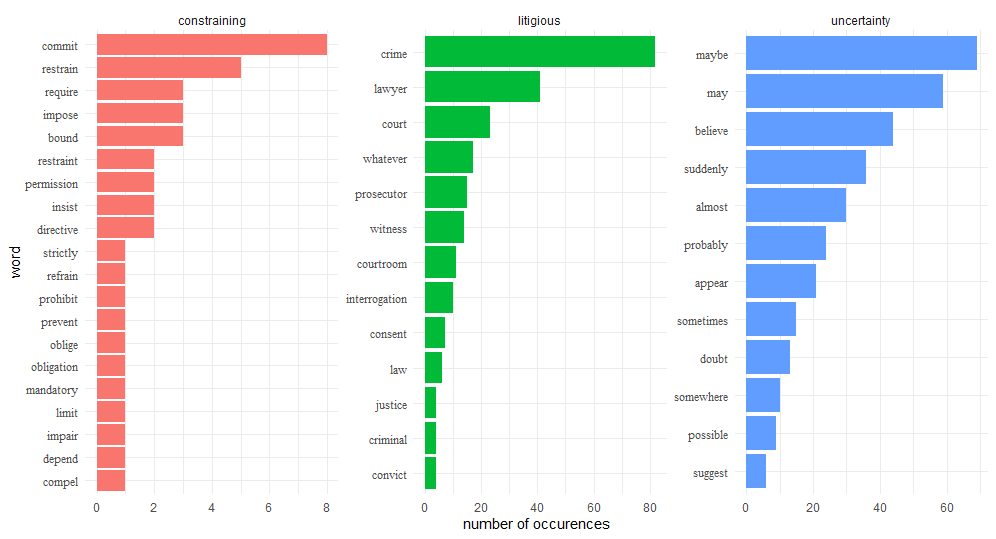 constraining
litigious
uncertainty
word
commit
restrain
require
impose
bound
restraint
permission
insist
directive
strictly
refrain
prohibit
prevent
oblige
obligation
mandatory
limit
impair
depend
compel
0 2 4 6 8
crime
lawyer
court
whatever
prosecutor
witness
courtroom
interrogation
consent
law
justice
criminal
convict
0 20 40 60 80
maybe
may
believe
suddenly
almost
probably
appear
sometimes
doubt
somewhere
possible
suggest
0 20 40 60
number of occurences